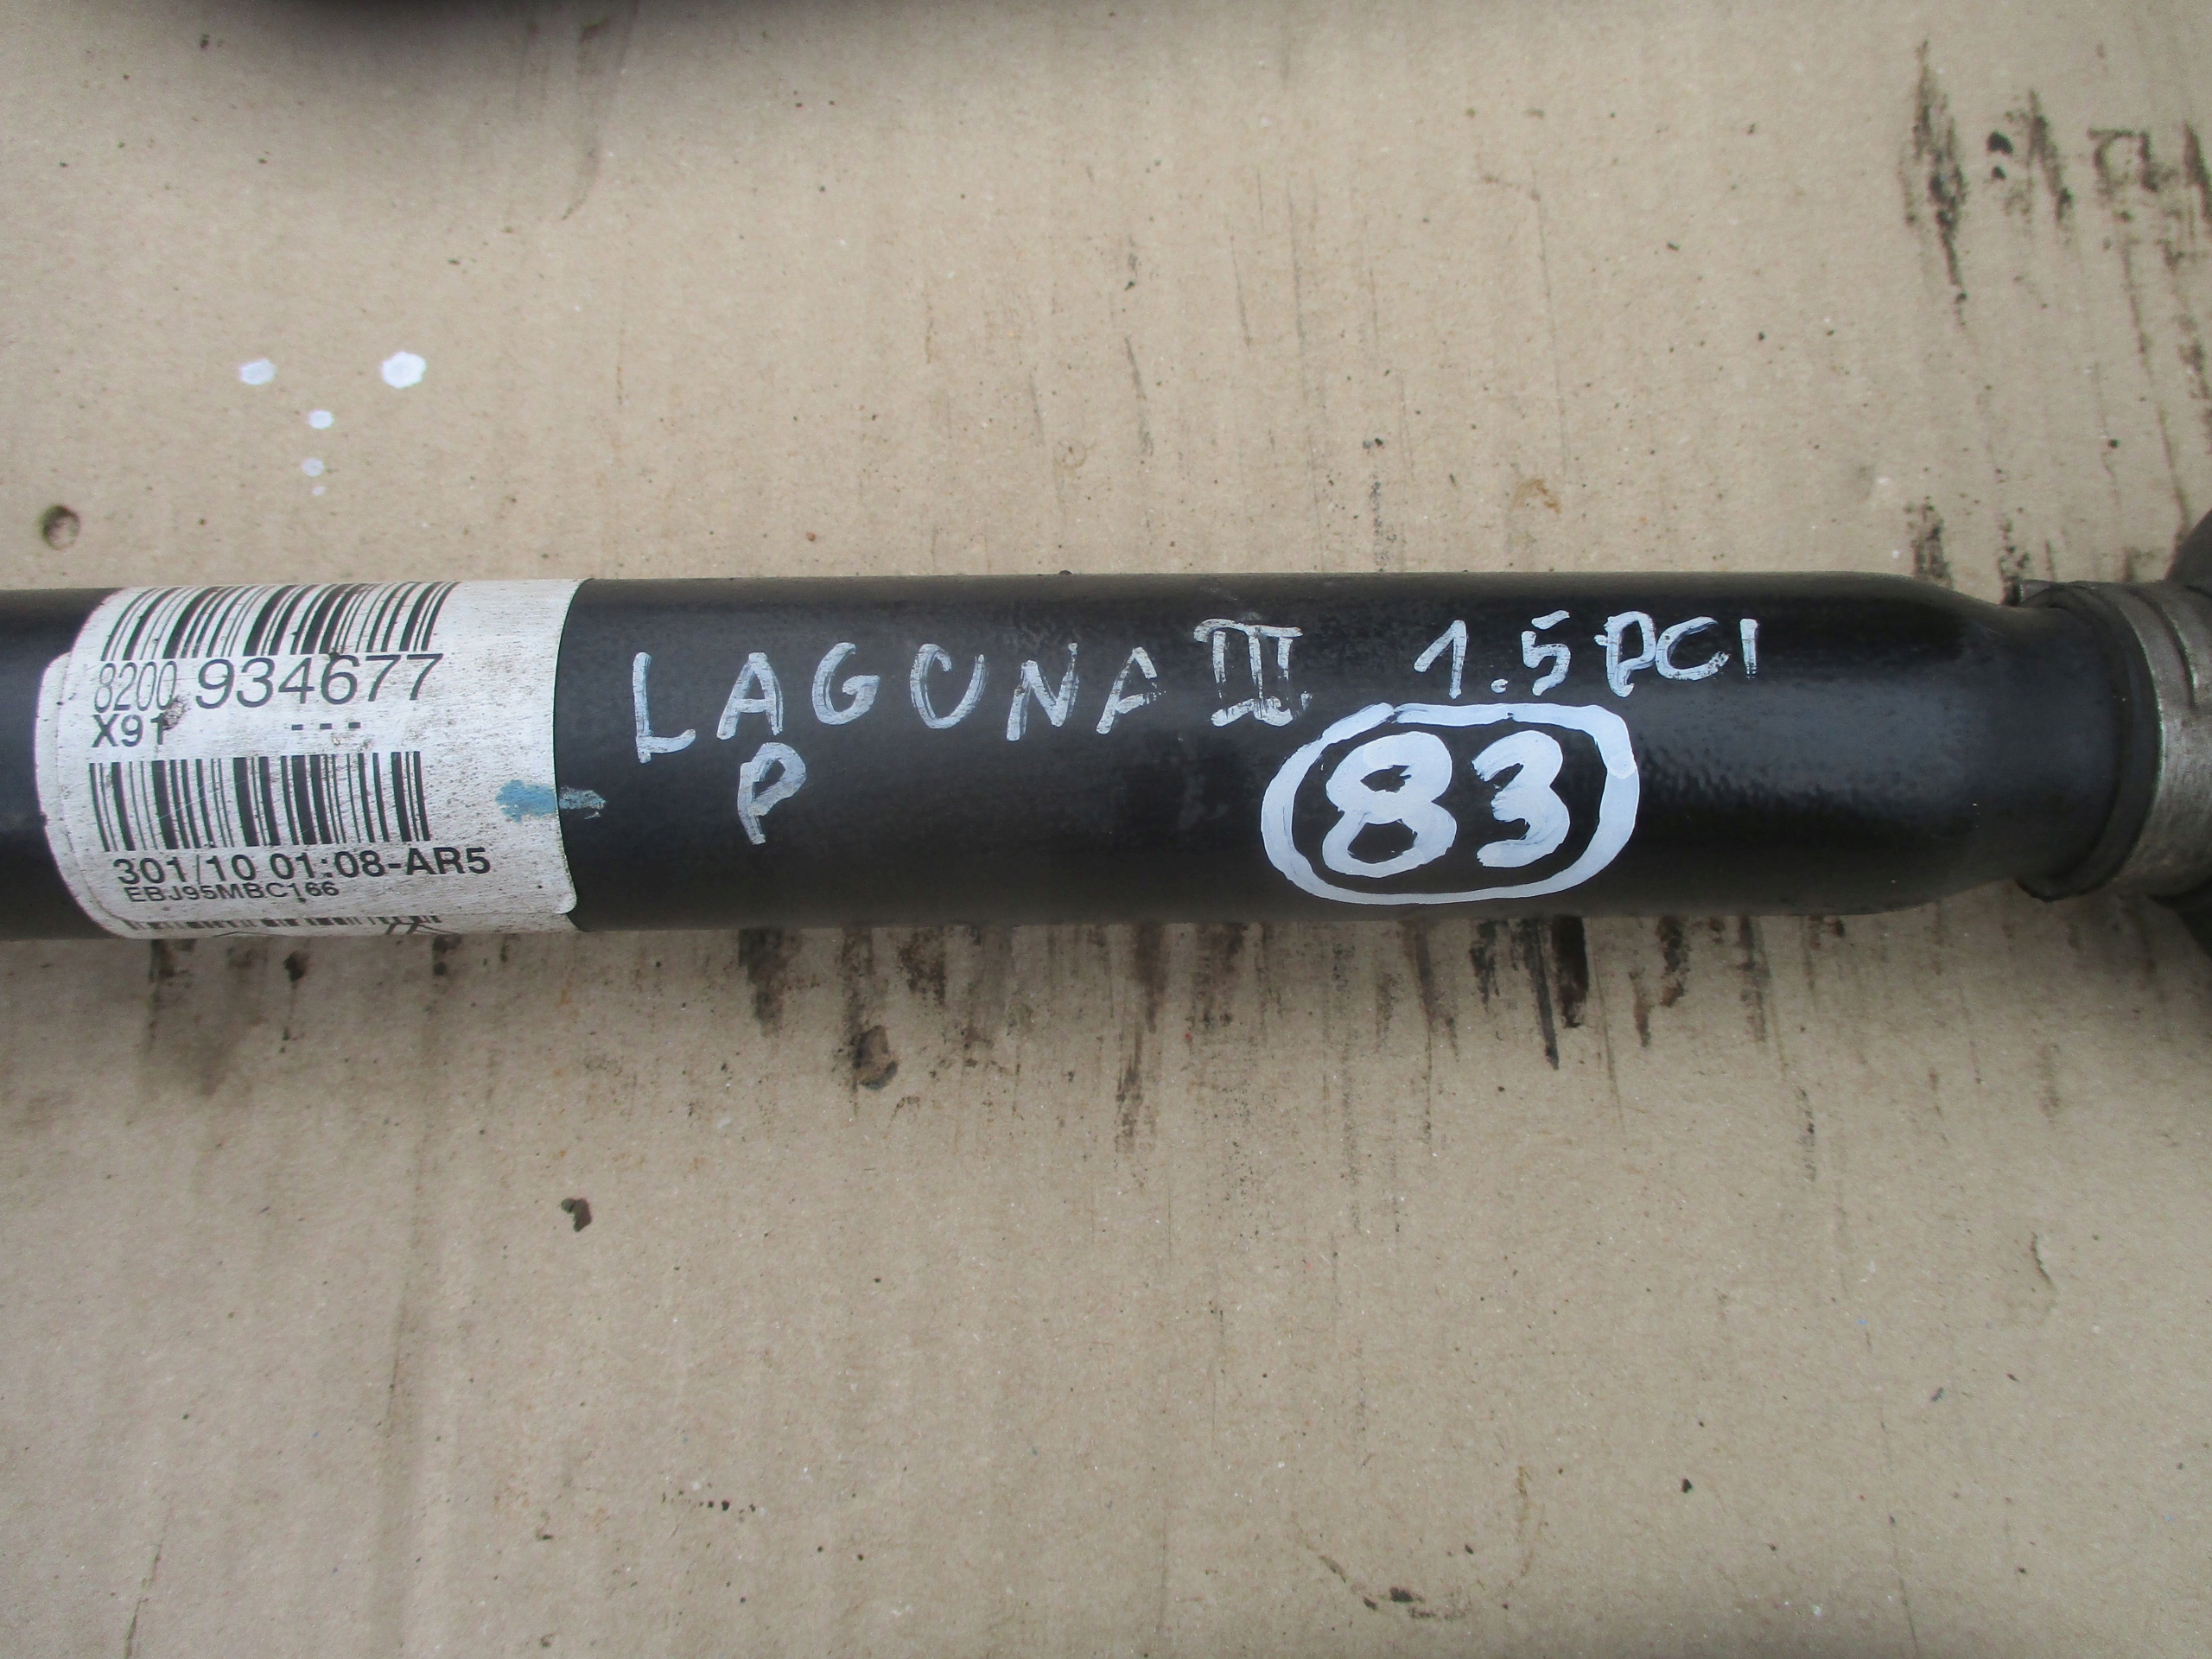 8200 934677
X91 ---
301/10 01:08-AR5
EBJ95MBC166
LAGUNA III 1.5 DCI
P
83